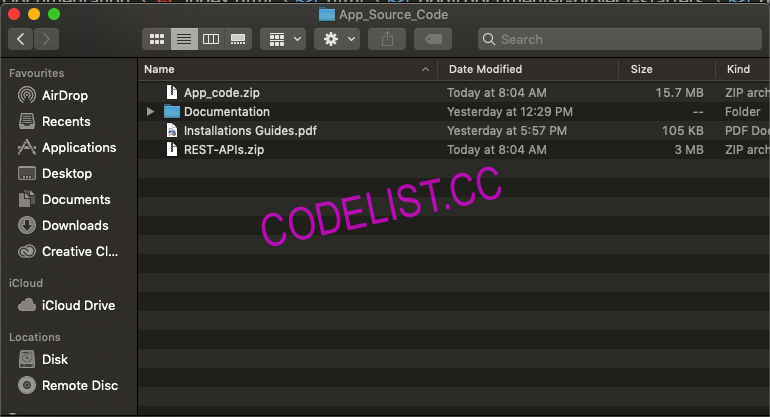 App_Source_Code
Search
Favourites
AirDrop
Recents
Applications
Desktop
Documents
Downloads
Creative Cl...
iCloud
iCloud Drive
Locations
Disk
Remote Disc
Name Date Modified Size Kind
App_code.zip Today at 8:04 AM 15.7 MB ZIP arch
Documentation Yesterday at 12:29 PM -- Folder
Installations Guides.pdf Yesterday at 5:57 PM 105 KB PDF Doc
REST-APIs.zip Today at 8:04 AM 3 MB ZIP arch
CODELIST.CC